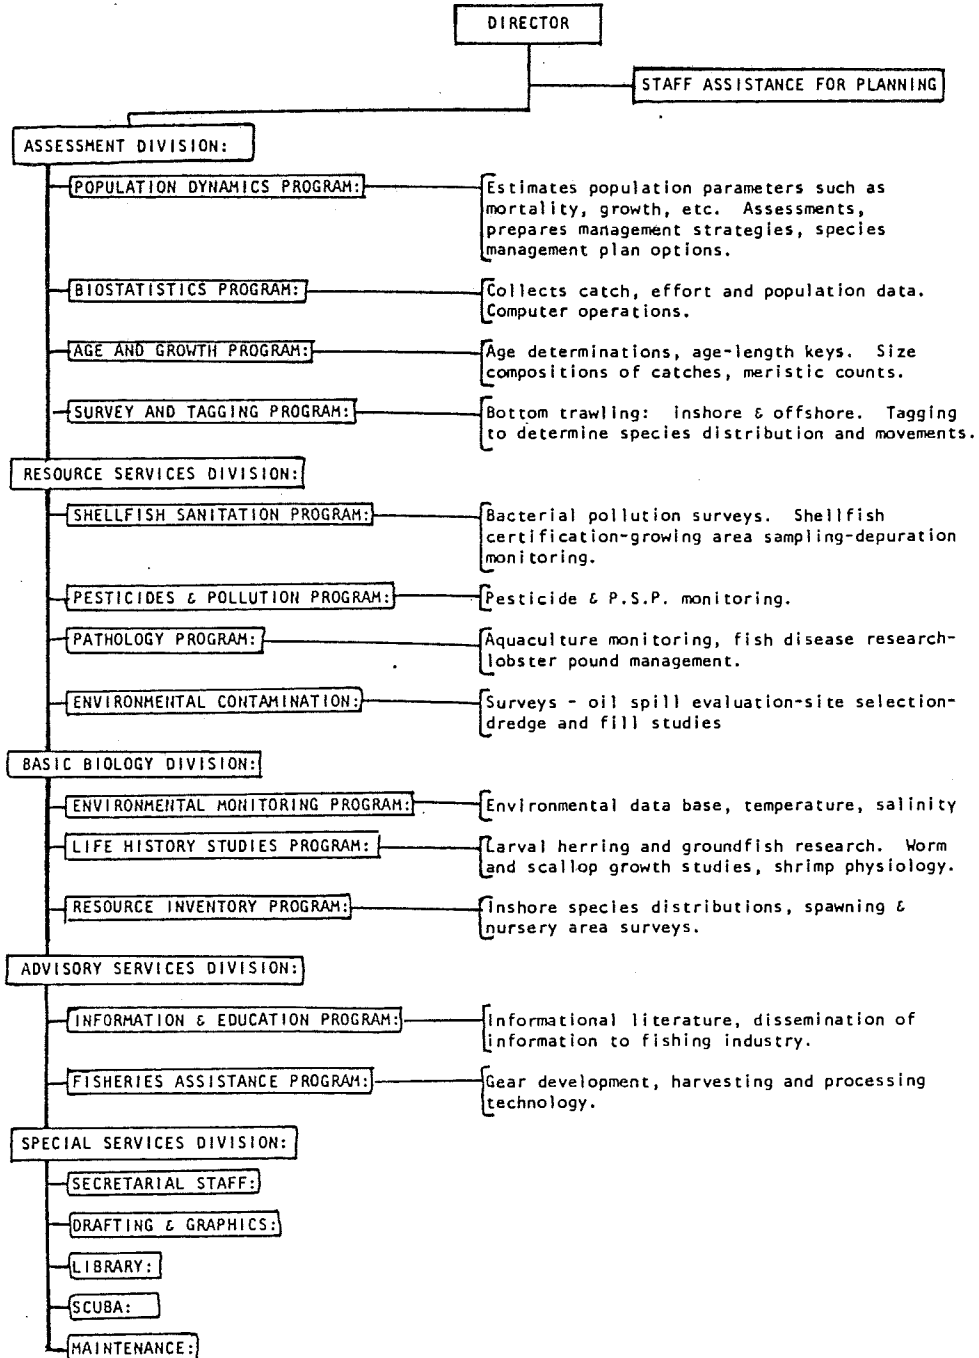 DIRECTOR
STAFF ASSISTANCE FOR PLANNING
ASSESSMENT DIVISION:
POPULATION DYNAMICS PROGRAM:
Estimates population parameters such as
mortality, growth, etc. Assessments,
prepares management strategies, species
management plan options.
BIOSTATISTICS PROGRAM:
Collects catch, effort and population data.
Computer operations.
AGE AND GROWTH PROGRAM:
Age determinations, age-length keys. Size
compositions of catches, meristic counts.
SURVEY AND TAGGING PROGRAM:
Bottom trawling: inshore & offshore. Tagging
to determine species distribution and movements.
RESOURCE SERVICES DIVISION:
SHELLFISH SANITATION PROGRAM:
Bacterial pollution surveys. Shellfish
certification-growing area sampling-depuration
monitoring.
PESTICIDES & POLLUTION PROGRAM:
Pesticide & P.S.P. monitoring.
PATHOLOGY PROGRAM:
Aquaculture monitoring, fish disease research-
lobster pound management.
ENVIRONMENTAL CONTAMINATION:
Surveys - oil spill evaluation-site selection-
dredge and fill studies
BASIC BIOLOGY DIVISION:
ENVIRONMENTAL MONITORING PROGRAM:
Environmental data base, temperature, salinity
LIFE HISTORY STUDIES PROGRAM:
Larval herring and groundfish research. Worm
and scallop growth studies, shrimp physiology.
RESOURCE INVENTORY PROGRAM:
Inshore species distributions, spawning &
nursery area surveys.
ADVISORY SERVICES DIVISION:
INFORMATION & EDUCATION PROGRAM:
Informational literature, dissemination of
information to fishing industry.
FISHERIES ASSISTANCE PROGRAM:
Gear development, harvesting and processing
technology.
SPECIAL SERVICES DIVISION:
SECRETARIAL STAFF:
DRAFTING & GRAPHICS:
LIBRARY:
SCUBA:
MAINTENANCE: